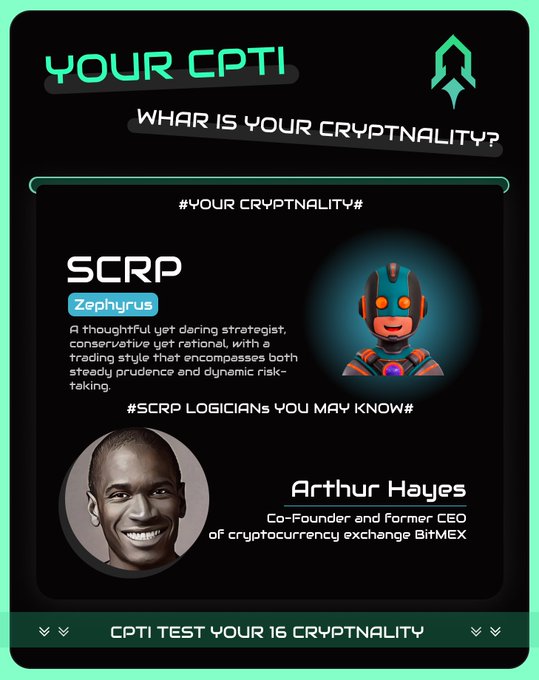 YOUR CPTI
WHAR IS YOUR CRYPTNALITY?
#YOUR CRYPTNALITY#
SCRP
Zephyrus
A thoughtful yet daring strategist,
conservative yet rational, with a
trading style that encompasses both
steady prudence and dynamic risk-
taking.
#SCRP LOGICIANs YOU MAY KNOW#
Arthur Hayes
Co-Founder and former CEO
of cryptocurrency exchange BitMEX
CPTI TEST YOUR 16 CRYPTNALITY